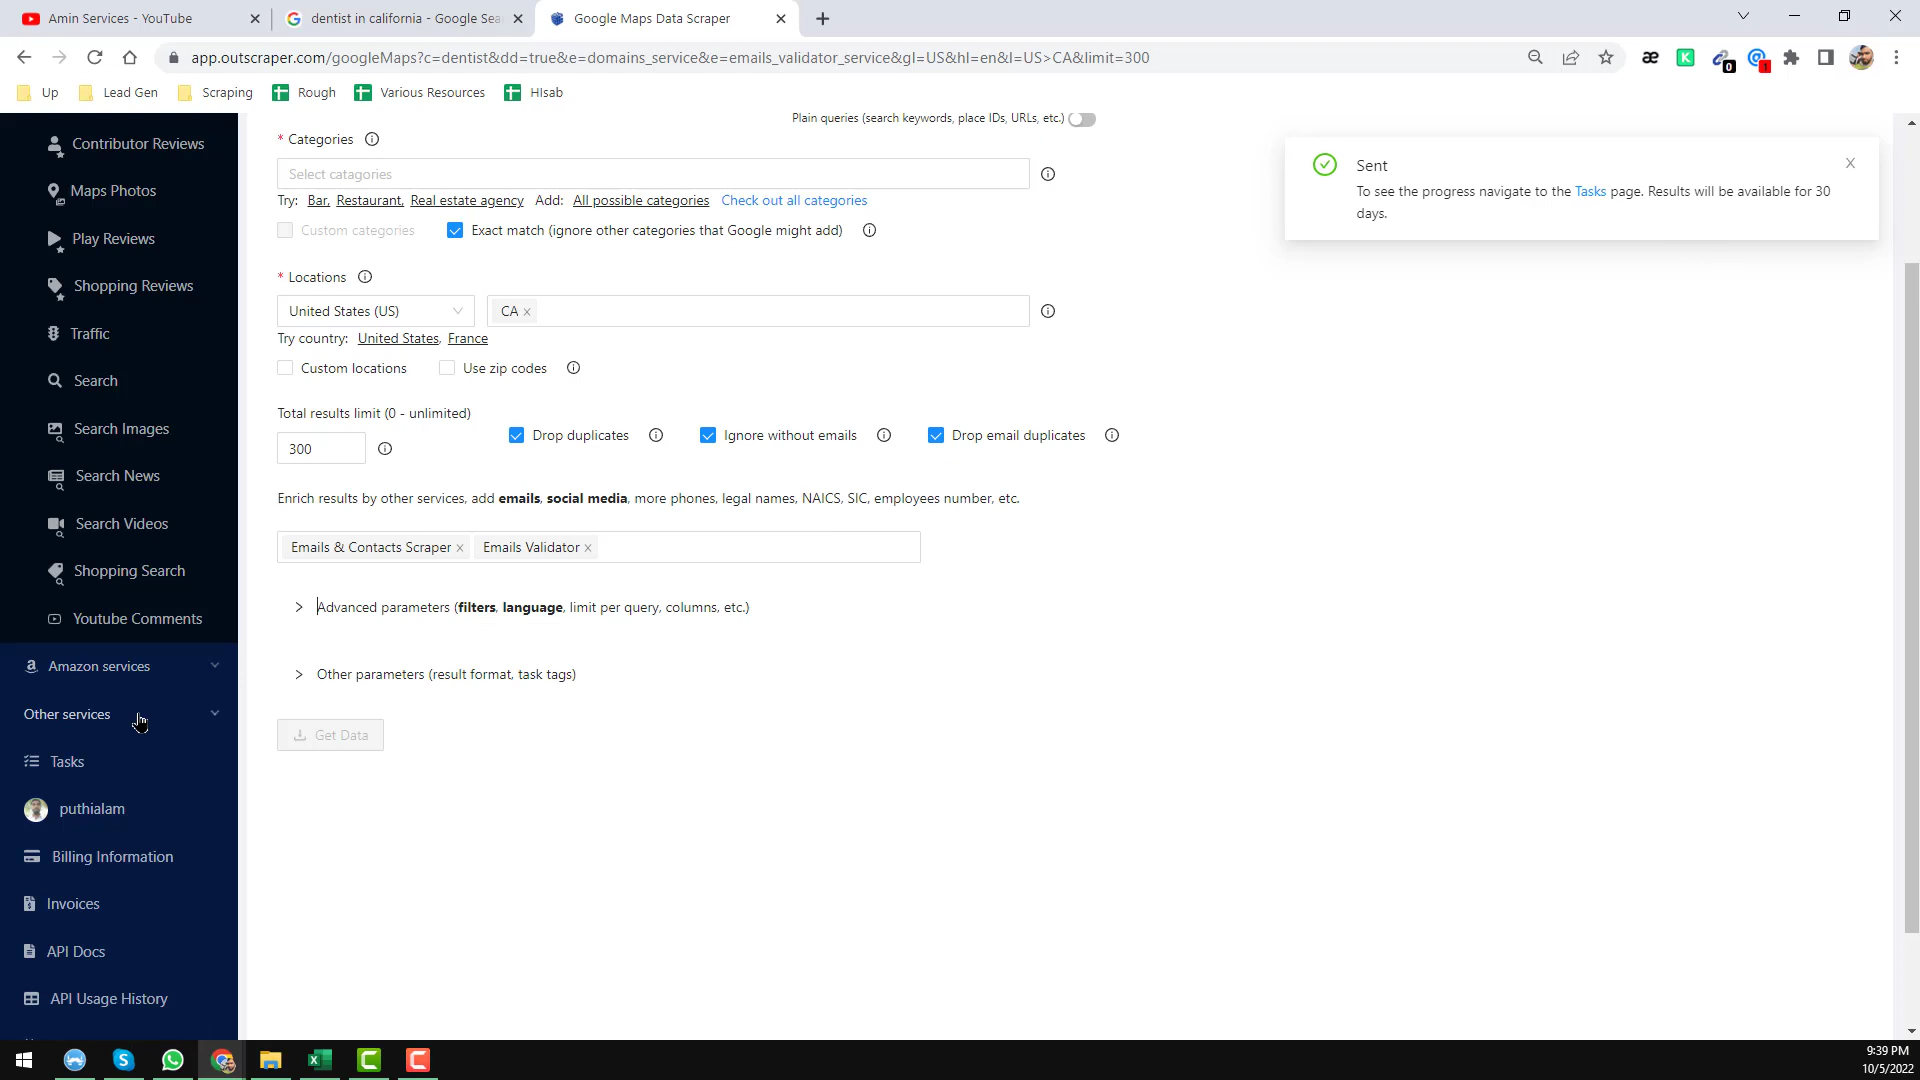 Amin Services - YouTube
dentist in california - Google Sea
Google Maps Data Scraper
app.outscraper.com/googleMaps?c=dentist&dd=true&e=domains_service&e=emails_validator_service&gl=US&hl=en&l=US>CA&limit=300
Up
Lead Gen
Scraping
Rough
Various Resources
HIsab
Contributor Reviews
Maps Photos
Play Reviews
Shopping Reviews
Traffic
Search
Search Images
Search News
Search Videos
Shopping Search
Youtube Comments
Amazon services
Other services
Tasks
puthialam
Billing Information
Invoices
API Docs
API Usage History
Plain queries (search keywords, place IDs, URLs, etc.)
* Categories
Select catagories
Try: Bar, Restaurant, Real estate agency Add: All possible categories Check out all categories
Custom categories Exact match (ignore other categories that Google might add)
* Locations
United States (US) CA
Try country: United States, France
Custom locations Use zip codes
Total results limit (0 - unlimited)
300
Drop duplicates Ignore without emails Drop email duplicates
Enrich results by other services, add emails, social media, more phones, legal names, NAICS, SIC, employees number, etc.
Emails & Contacts Scraper Emails Validator
Advanced parameters (filters, language, limit per query, columns, etc.)
Other parameters (result format, task tags)
Get Data
Sent
To see the progress navigate to the Tasks page. Results will be available for 30
days.
9:39 PM
10/5/2022